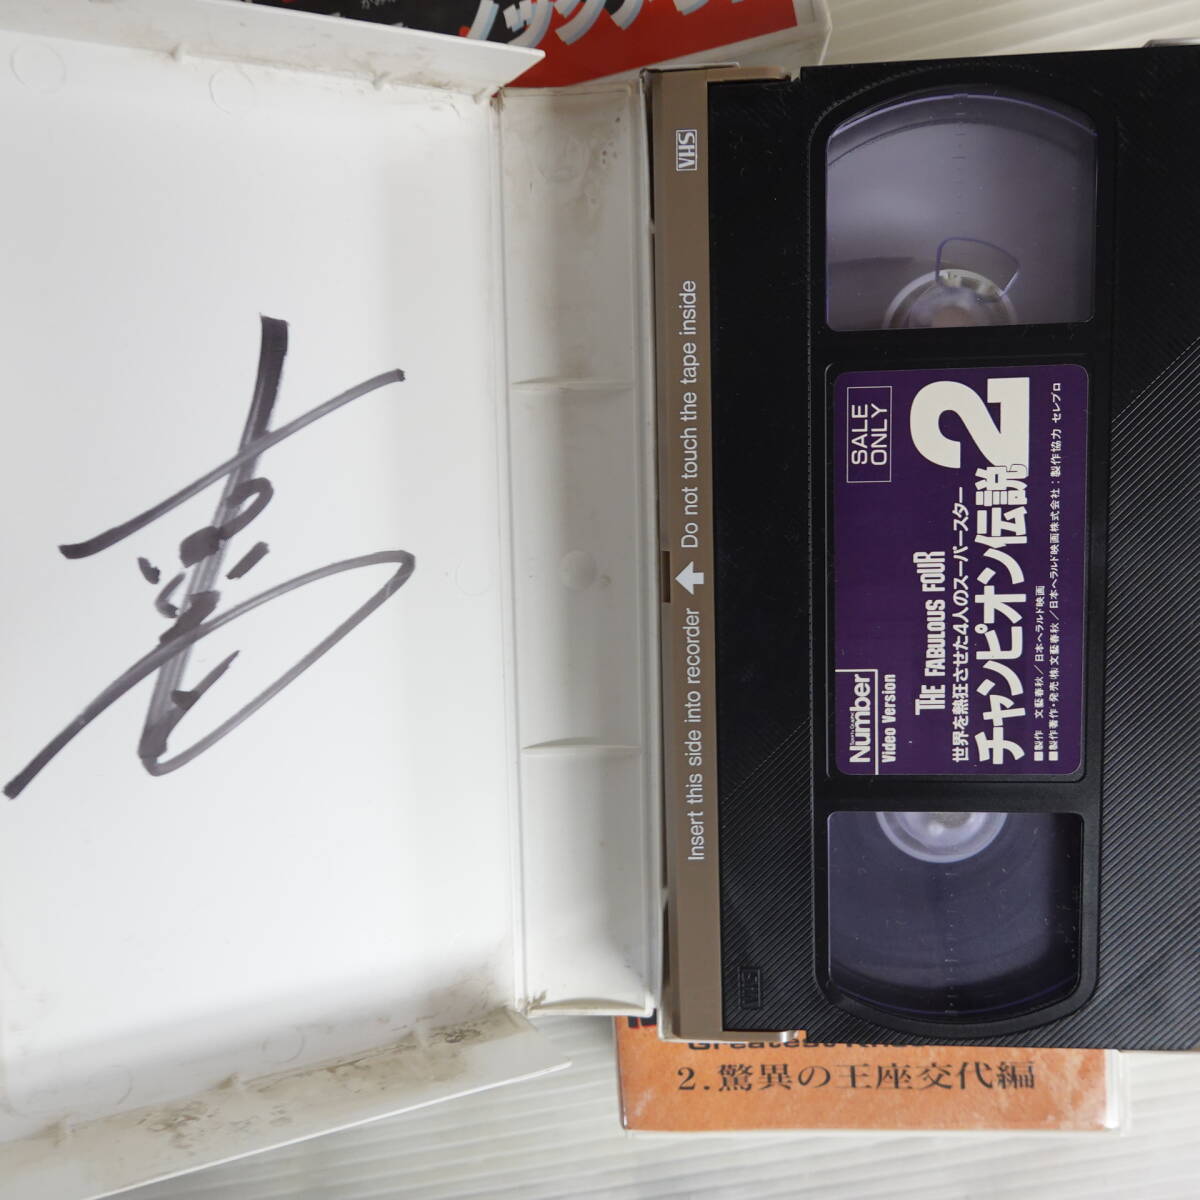 VHS
Insert this side into recorder ⬆ Do not touch the tape inside
SALE
ONLY
Number
Video Version
THE FABULOUS FOUR
世界を熱狂させた4人のスーパースター
チャンピオン伝説2
■製作 文藝春秋/日本ヘラルド映画
■製作著作・発売:(株)文藝春秋/日本ヘラルド映画株式会社:製作協力 セレブロ
VHS
2.驚異の王座交代編